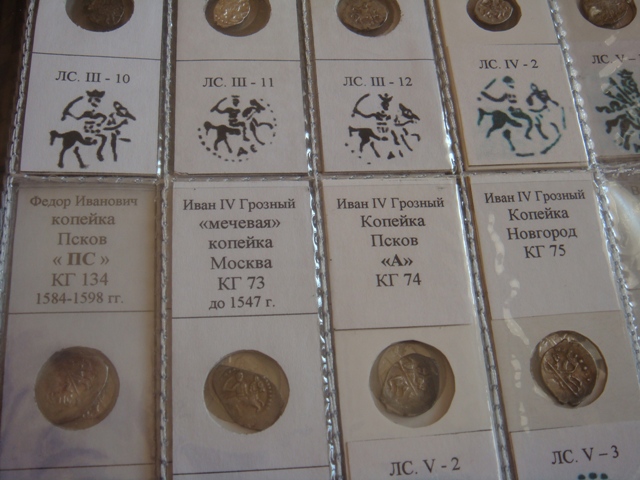 ЛС. III - 10
ЛС. III - 11
ЛС. III - 12
ЛС. IV - 2
ЛС. V -
Федор Иванович
копейка
Псков
« ПС »
КГ 134
1584-1598 гг.
Иван IV Грозный
«мечевая»
копейка
Москва
КГ 73
до 1547 г.
Иван IV Грозный
Копейка
Псков
«А»
КГ 74
Иван IV Грозный
Копейка
Новгород
КГ 75
ЛС. V - 2
ЛС. V – 3